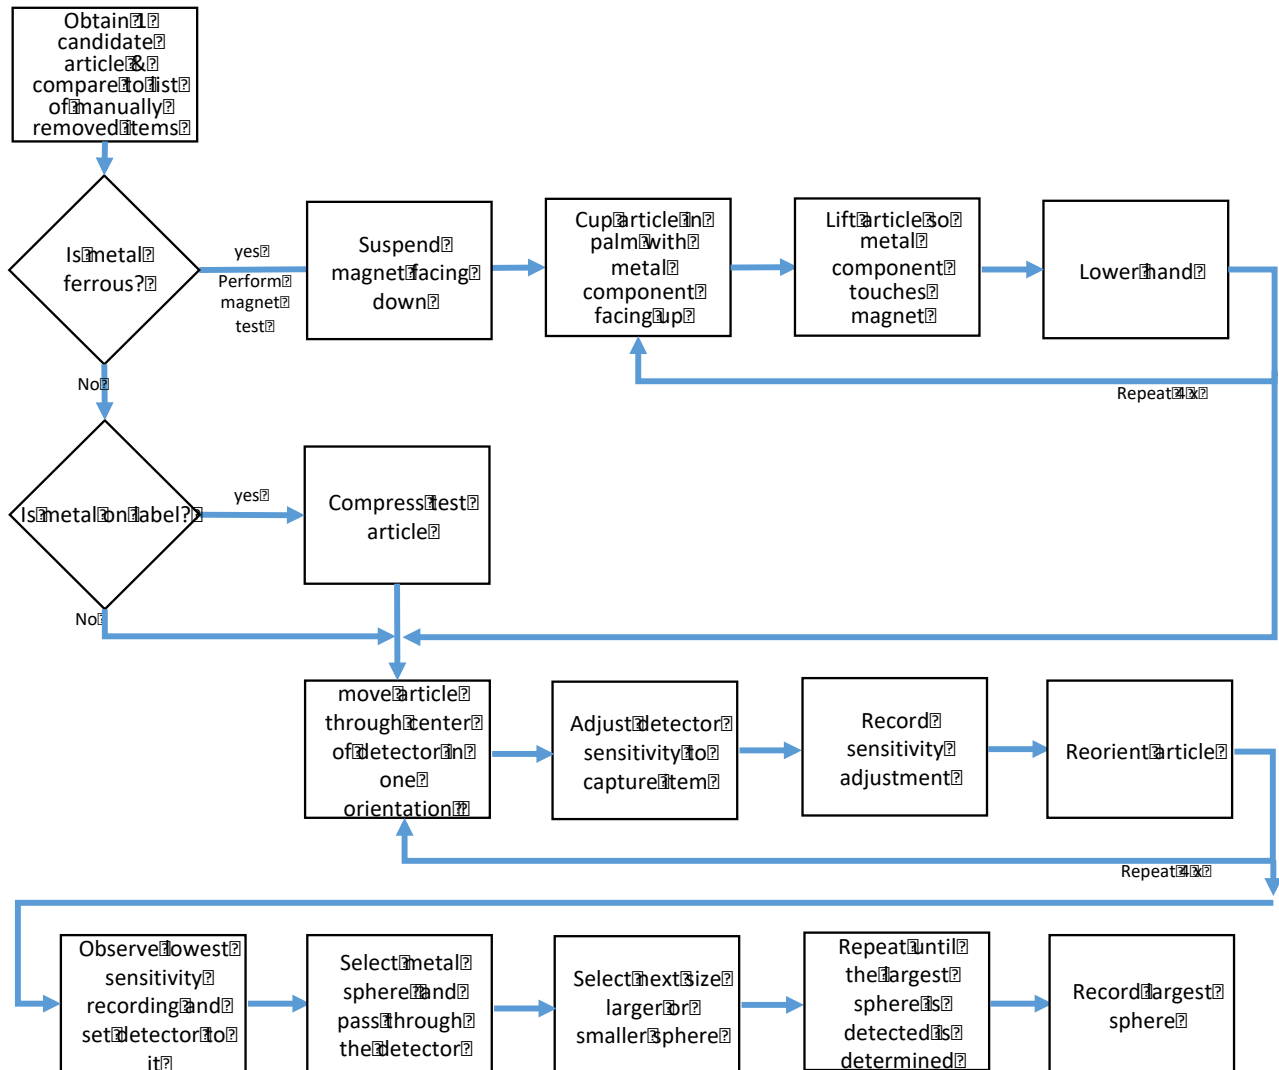 Obtain 1
candidate
article &
compare to list
of manually
removed items
Is metal
ferrous?
yes
Perform
magnet
test
Suspend
magnet facing
down
Cup article in
palm with
metal
component
facing up
Lift article so
metal
component
touches
magnet
Lower hand
Repeat 4 x
No
Is metal on label?
yes
Compress test
article
No
move article
through center
of detector in
one
orientation
Adjust detector
sensitivity to
capture item
Record
sensitivity
adjustment
Reorient article
Repeat 4 x
Observe lowest
sensitivity
recording and
set detector to
it
Select metal
sphere and
pass through
the detector
Select next size
larger or
smaller sphere
Repeat until
the largest
sphere is
detected is
determined
Record largest
sphere